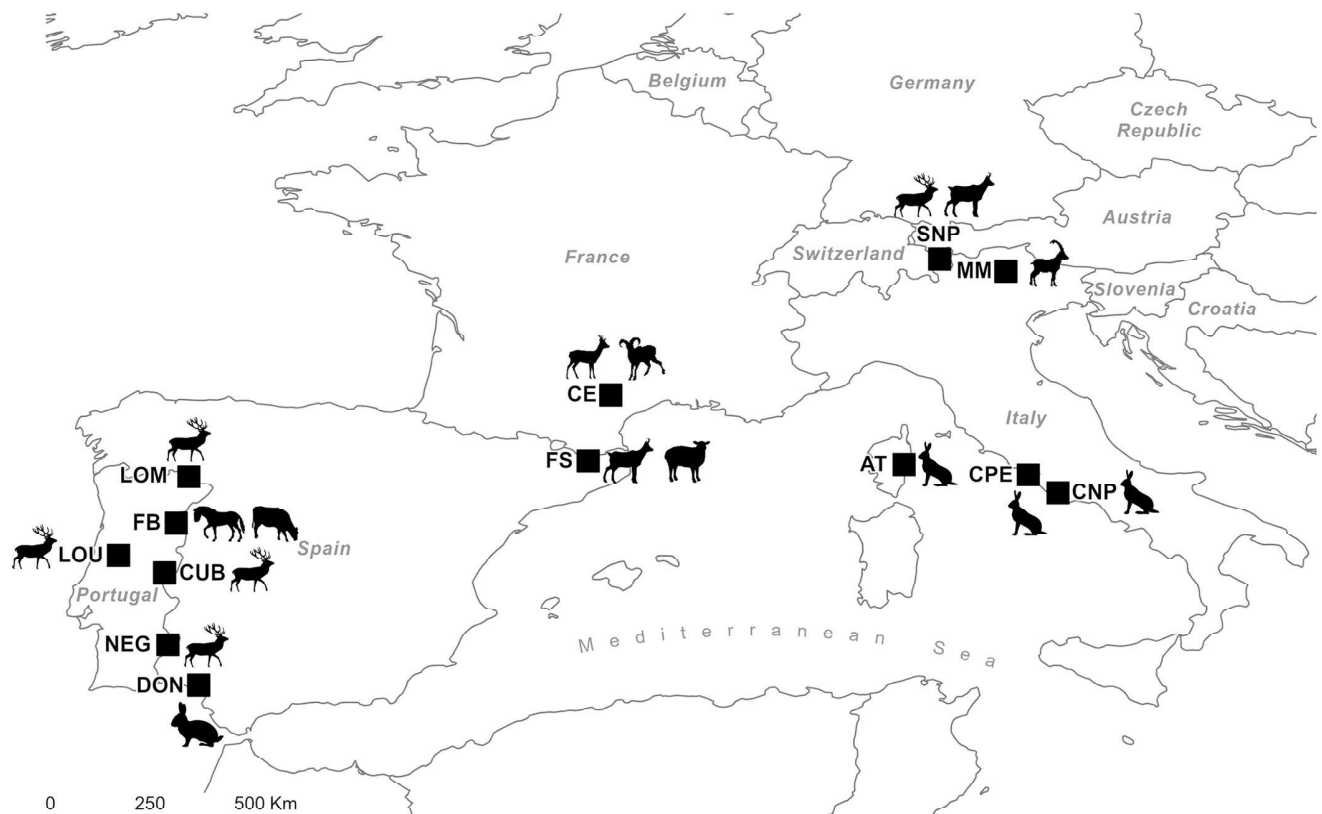 Belgium
Germany
Czech
Republic
Austria
SNP
France
Switzerland
MM
Slovenia
Croatia
CE
Italy
FS
AT
CPE
CNP
LOM
FB
LOU
Spain
CUB
Portugal
NEG
Mediterranean Sea
DON
0 250 500 Km